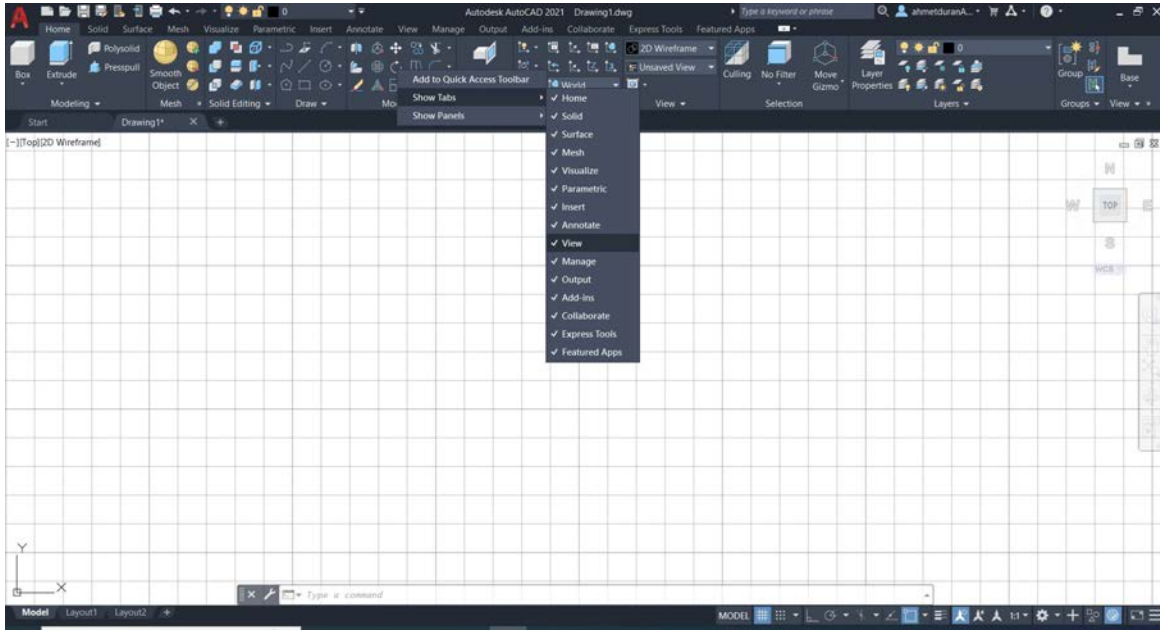 0
Autodesk AutoCAD 2021 Drawing1.dwg
Type a keyword or phrase
ahmetduranA...
Home Solid Surface Mesh Visualize Parametric Insert Annotate View Manage Output Add-ins Collaborate Express Tools Featured Apps
Box
Extrude
Polysolid
Presspull
Smooth
Object
2D Wireframe
Unsaved View
World
Culling
No Filter
Move
Gizmo
Layer
Properties
0
Group
Base
Modeling
Mesh
Solid Editing
Draw
View
Selection
Layers
Groups
View
Add to Quick Access Toolbar
Show Tabs
Show Panels
Home
Solid
Surface
Mesh
Visualize
Parametric
Insert
Annotate
View
Manage
Output
Add-ins
Collaborate
Express Tools
Featured Apps
Start
Drawing1*
[-][Top][2D Wireframe]
N
W
TOP
E
S
WCS
Y
X
Type a command
Model Layout1 Layout2
MODEL
1:1